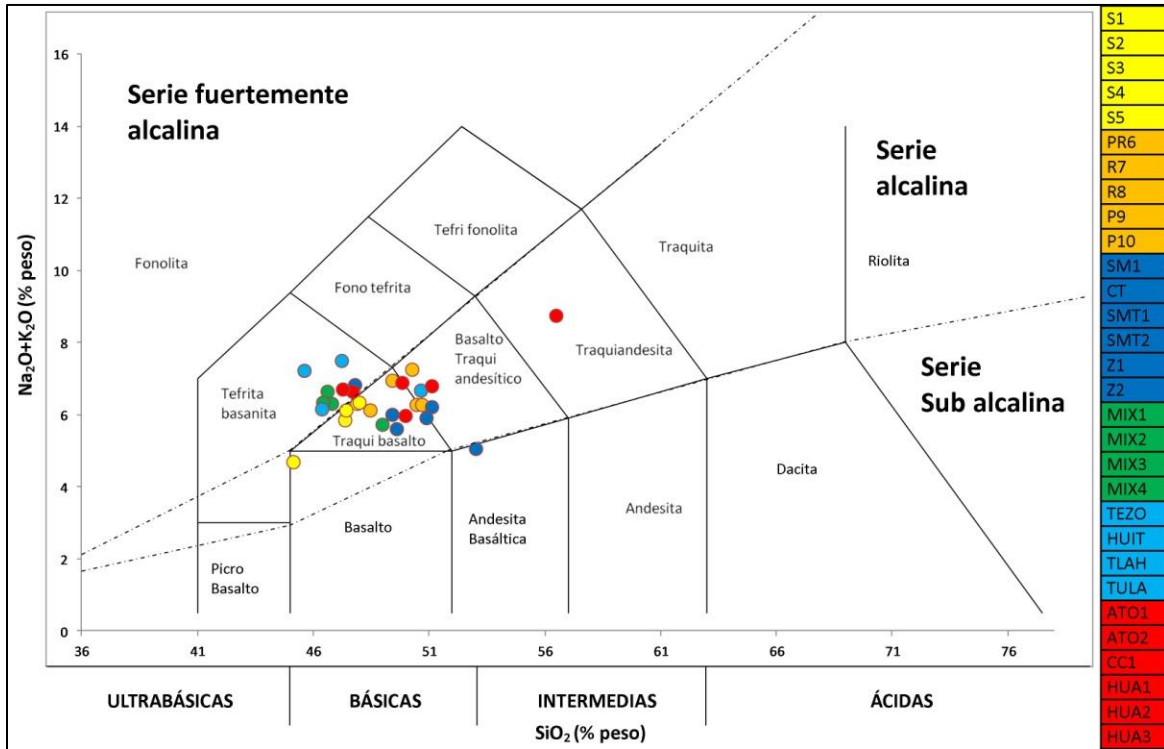 Serie fuertemente
alcalina
Serie
alcalina
Serie
Sub alcalina
Na₂O+K₂O (% peso)
16
14
12
10
8
6
4
2
0
Fonolita
Tefri fonolita
Traquita
Riolita
Fono tefrita
Basalto
Traqui
andesítico
Traquiandesita
Tefrita
basanita
Traqui basalto
Basalto
Andesita
Basáltica
Andesita
Dacita
Picro
Basalto
36 41 46 51 56 61 66 71 76
ULTRABÁSICAS BÁSICAS INTERMEDIAS ÁCIDAS
SiO₂ (% peso)
S1
S2
S3
S4
S5
PR6
R7
R8
P9
P10
SM1
CT
SMT1
SMT2
Z1
Z2
MIX1
MIX2
MIX3
MIX4
TEZO
HUIT
TLAH
TULA
ATO1
ATO2
CC1
HUA1
HUA2
HUA3